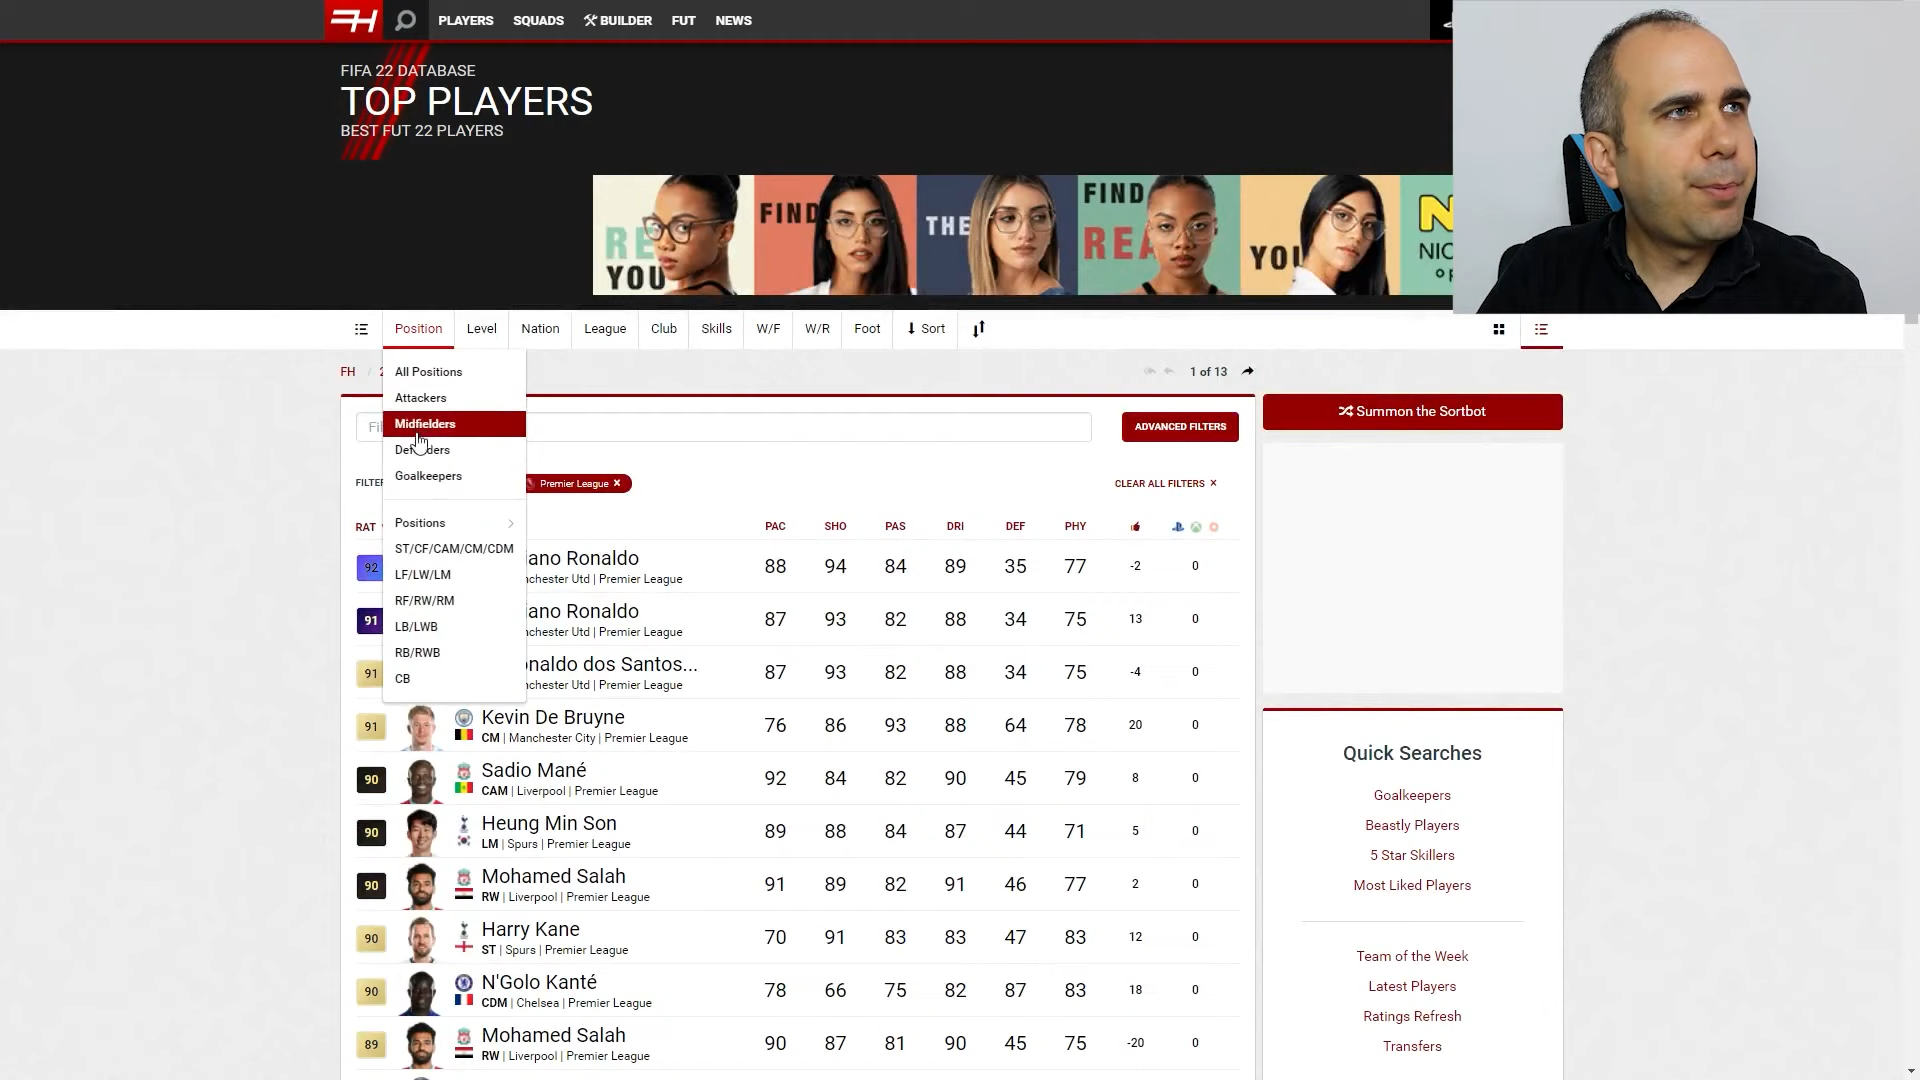 FH PLAYERS SQUADS BUILDER FUT NEWS
FIFA 22 DATABASE
TOP PLAYERS
BEST FUT 22 PLAYERS
YOU FIND THE FIND YOU
Position Level Nation League Club Skills W/F W/R Foot Sort
FH / 1 of 13
All Positions
Attackers
Midfielders
Defenders
Goalkeepers
Positions
ST/CF/CAM/CM/CDM
LF/LW/LM
RF/RW/RM
LB/LWB
RB/RWB
CB
ADVANCED FILTERS
Premier League × CLEAR ALL FILTERS ×
RAT PAC SHO PAS DRI DEF PHY
92 88 94 84 89 35 77 -2 0
Ronaldo
| Premier League
91 87 93 82 88 34 75 13 0
Ronaldo
| Premier League
91 dos Santos... 87 93 82 88 34 75 -4 0
| Premier League
91 Kevin De Bruyne 76 86 93 88 64 78 20 0
CM | Manchester City | Premier League
90 Sadio Mané 92 84 82 90 45 79 8 0
CAM | Liverpool | Premier League
90 Heung Min Son 89 88 84 87 44 71 5 0
LM | Spurs | Premier League
90 Mohamed Salah 91 89 82 91 46 77 2 0
RW | Liverpool | Premier League
90 Harry Kane 70 91 83 83 47 83 12 0
ST | Spurs | Premier League
90 N'Golo Kanté 78 66 75 82 87 83 18 0
CDM | Chelsea | Premier League
89 Mohamed Salah 90 87 81 90 45 75 -20 0
RW | Liverpool | Premier League
Summon the Sortbot
Quick Searches
Goalkeepers
Beastly Players
5 Star Skillers
Most Liked Players
Team of the Week
Latest Players
Ratings Refresh
Transfers